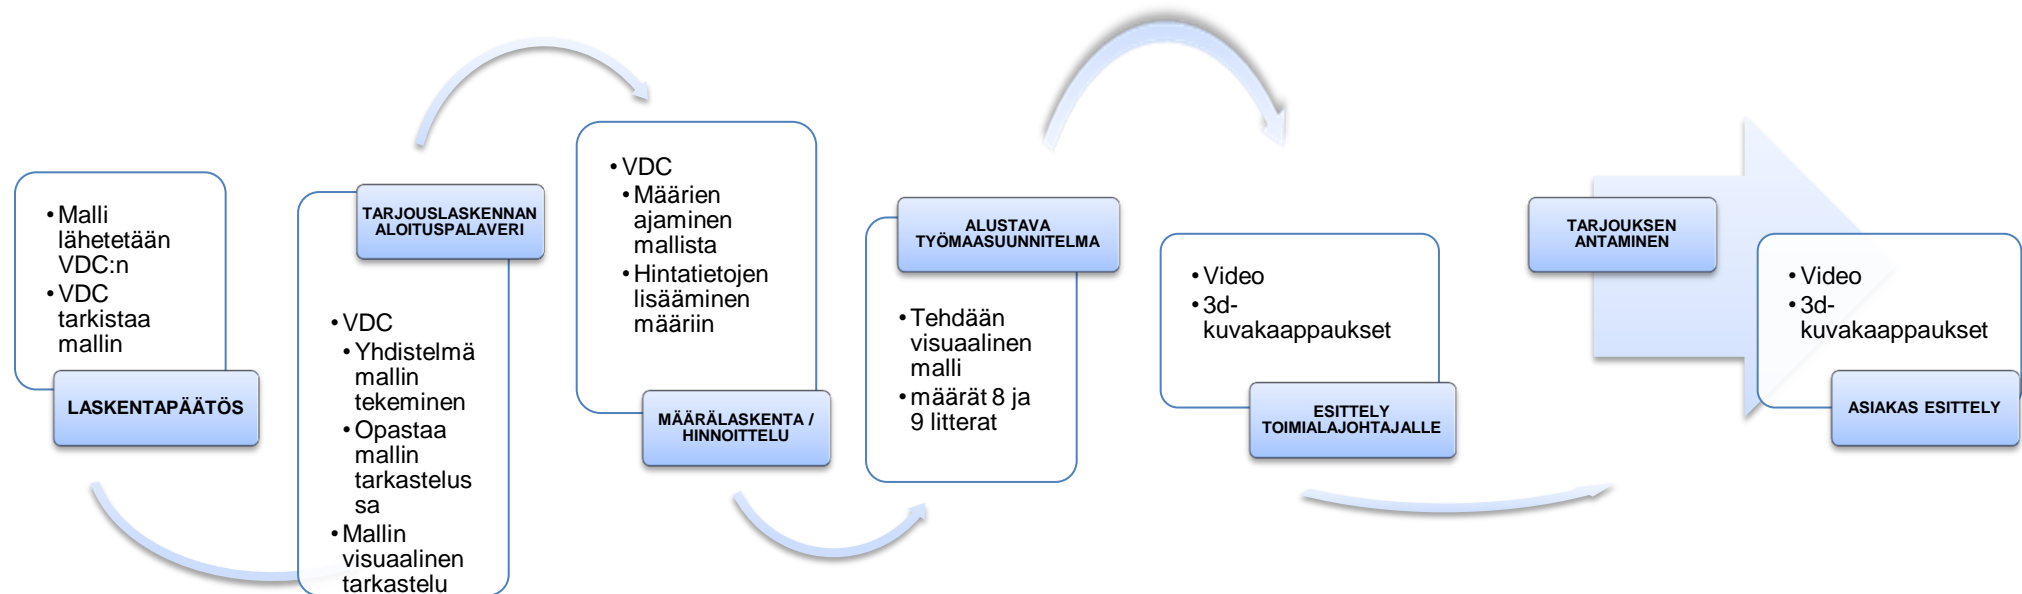 • Malli
lähetetään
VDC:n
• VDC
tarkistaa
mallin
LASKENTAPÄÄTÖS
TARJOUSLASKENNAN
ALOITUSPALAVERI
• VDC
• Yhdistelmä
mallin
tekeminen
• Opastaa
mallin
tarkastelus
sa
• Mallin
visuaalinen
tarkastelu
• VDC
• Määrien
ajaminen
mallista
• Hintatietojen
lisääminen
määriin
MÄÄRÄLASKENTA /
HINNOITTELU
ALUSTAVA
TYÖMAASUUNNITELMA
• Tehdään
visuaalinen
malli
• määrät 8 ja
9 litterat
• Video
• 3d-
kuvakaappaukset
ESITTELY
TOIMIALAJOHTAJALLE
TARJOUKSEN
ANTAMINEN
• Video
• 3d-
kuvakaappaukset
ASIAKAS ESITTELY